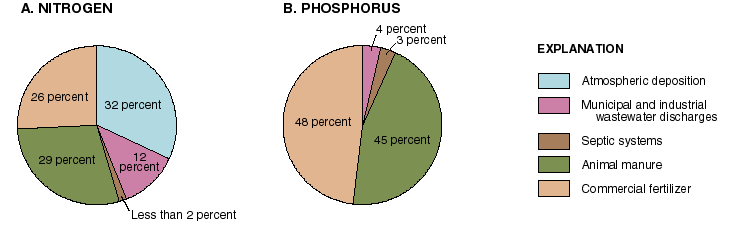 A. NITROGEN
26 percent
32 percent
29 percent
12
percent
Less than 2 percent
B. PHOSPHORUS
4 percent
3 percent
48 percent
45 percent
EXPLANATION
Atmospheric deposition
Municipal and industrial
wastewater discharges
Septic systems
Animal manure
Commercial fertilizer